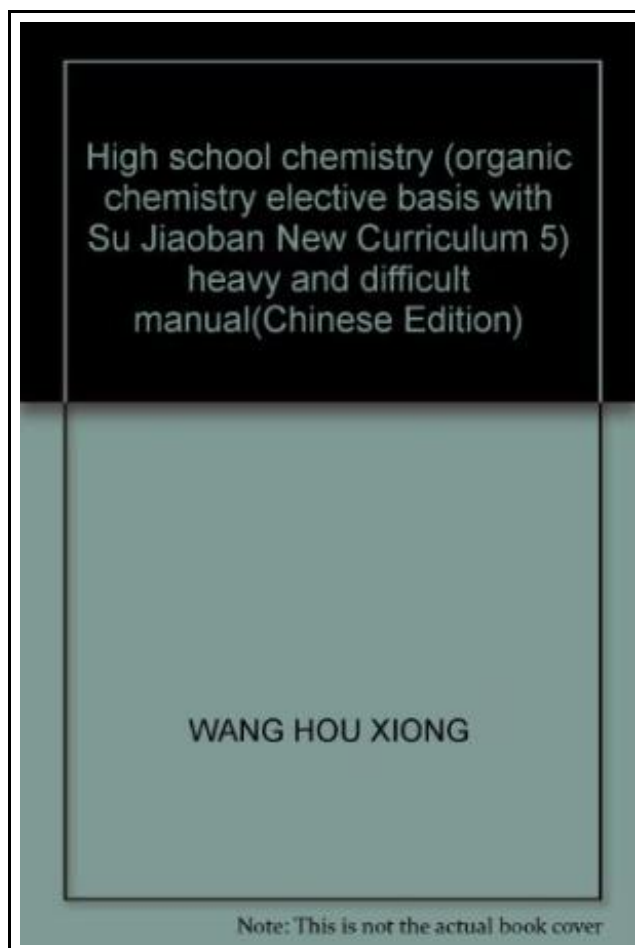 High school chemistry (organic
chemistry elective basis with
Su Jiaoban New Curriculum 5)
heavy and difficult
manual(Chinese Edition)
WANG HOU XIONG
Note: This is not the actual book cover